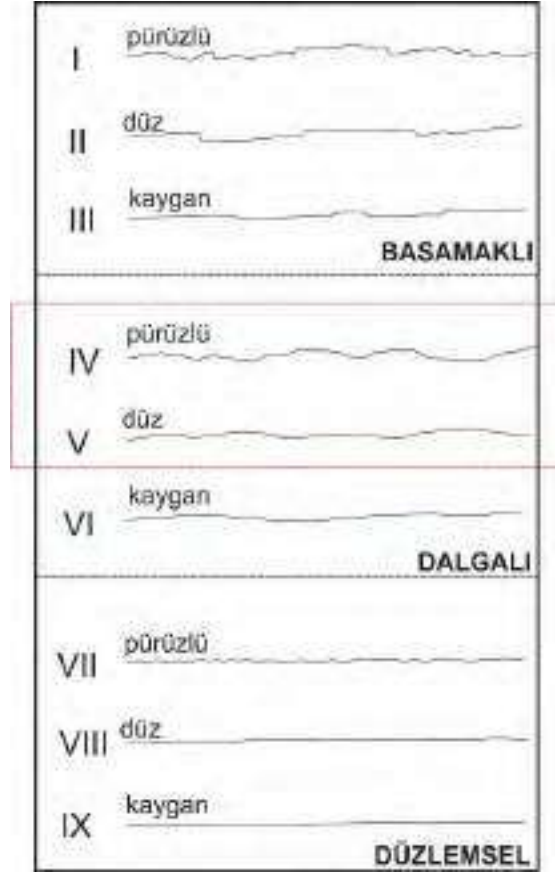 pürüzlü
I
düz
II
kaygan
III
BASAMAKLI
pürüzlü
IV
düz
V
kaygan
VI
DALGALI
pürüzlü
VII
düz
VIII
kaygan
IX
DÜZLEMSEL